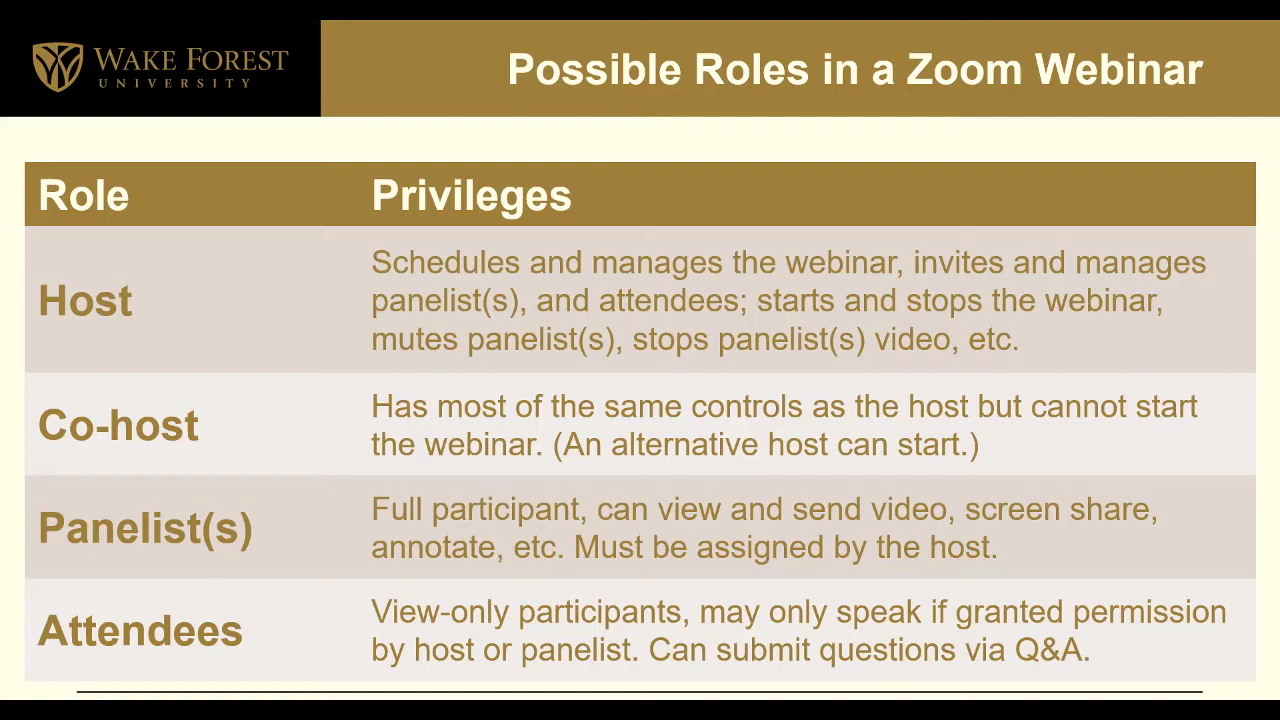 WAKE FOREST
UNIVERSITY
Possible Roles in a Zoom Webinar
Role
Privileges
Host
Schedules and manages the webinar, invites and manages
panelist(s), and attendees; starts and stops the webinar,
mutes panelist(s), stops panelist(s) video, etc.
Co-host
Has most of the same controls as the host but cannot start
the webinar. (An alternative host can start.)
Panelist(s)
Full participant, can view and send video, screen share,
annotate, etc. Must be assigned by the host.
Attendees
View-only participants, may only speak if granted permission
by host or panelist. Can submit questions via Q&A.